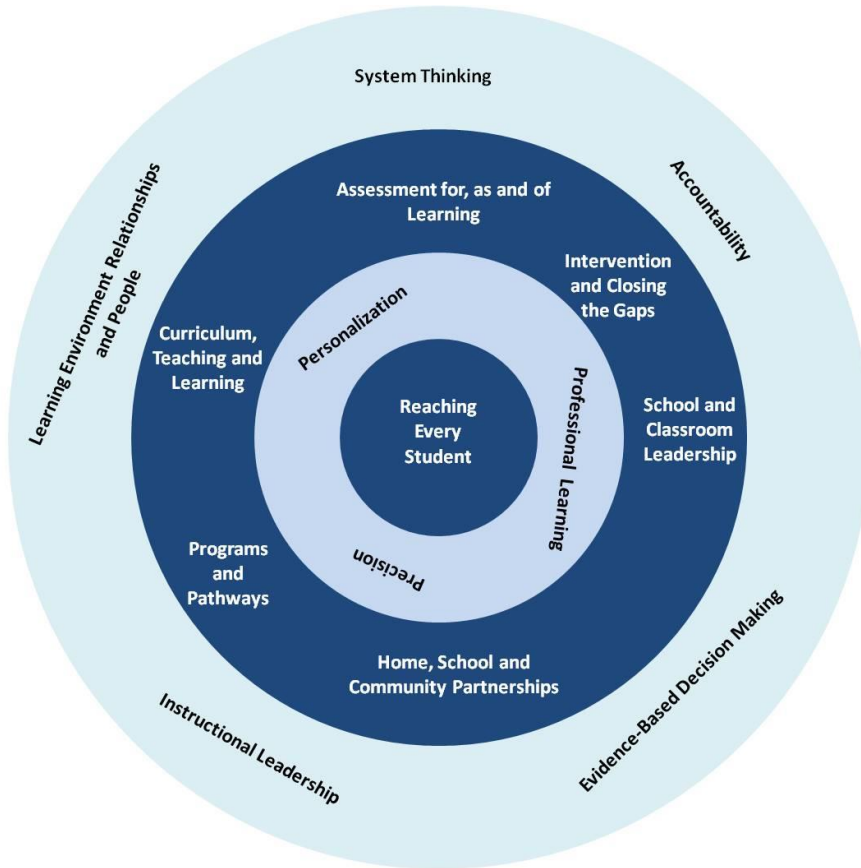 System Thinking
Accountability
Learning Environment Relationships
and People
Assessment for, as and of
Learning
Intervention
and Closing
the Gaps
Personalization
Curriculum,
Teaching and
Learning
Professional Learning
School and
Classroom
Leadership
Reaching
Every
Student
Precision
Programs
and
Pathways
Home, School and
Community Partnerships
Instructional Leadership
Evidence-Based Decision Making